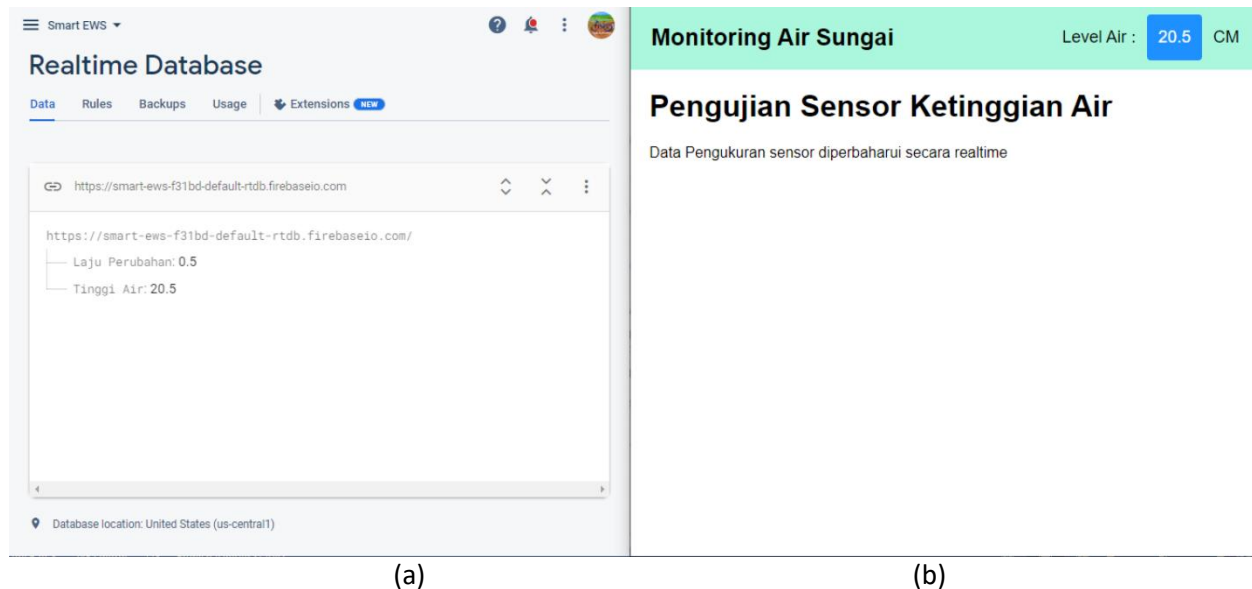 Smart EWS
Realtime Database
Data Rules Backups Usage Extensions NEW
https://smart-ews-f31bd-default-rtdb.firebaseio.com
https://smart-ews-f31bd-default-rtdb.firebaseio.com/
Laju Perubahan: 0.5
Tinggi Air: 20.5
Database location: United States (us-central1)
Monitoring Air Sungai Level Air : 20.5 CM
Pengujian Sensor Ketinggian Air
Data Pengukuran sensor diperbaharui secara realtime
(a) (b)